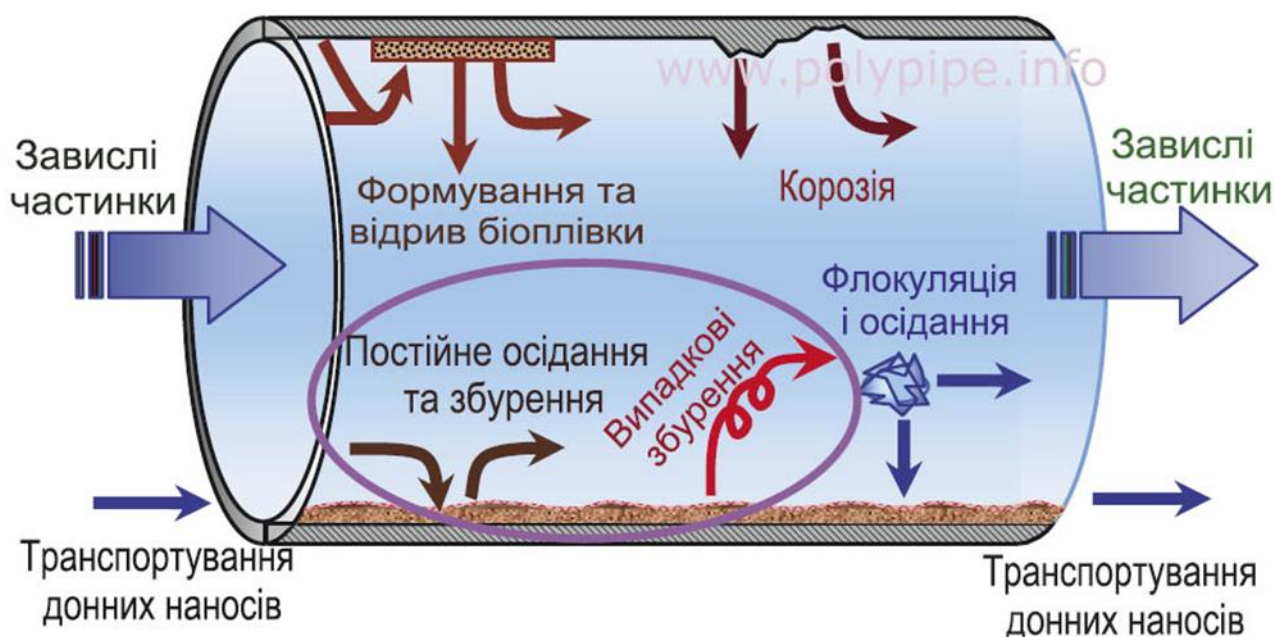 www.polypipe.info
Завислі
частинки
Формування та
відрив біоплівки
Корозія
Завислі
частинки
Флокуляція
і осідання
Постійне осідання
та збурення
Випадкові
збурення
Транспортування
донних наносів
Транспортування
донних наносів